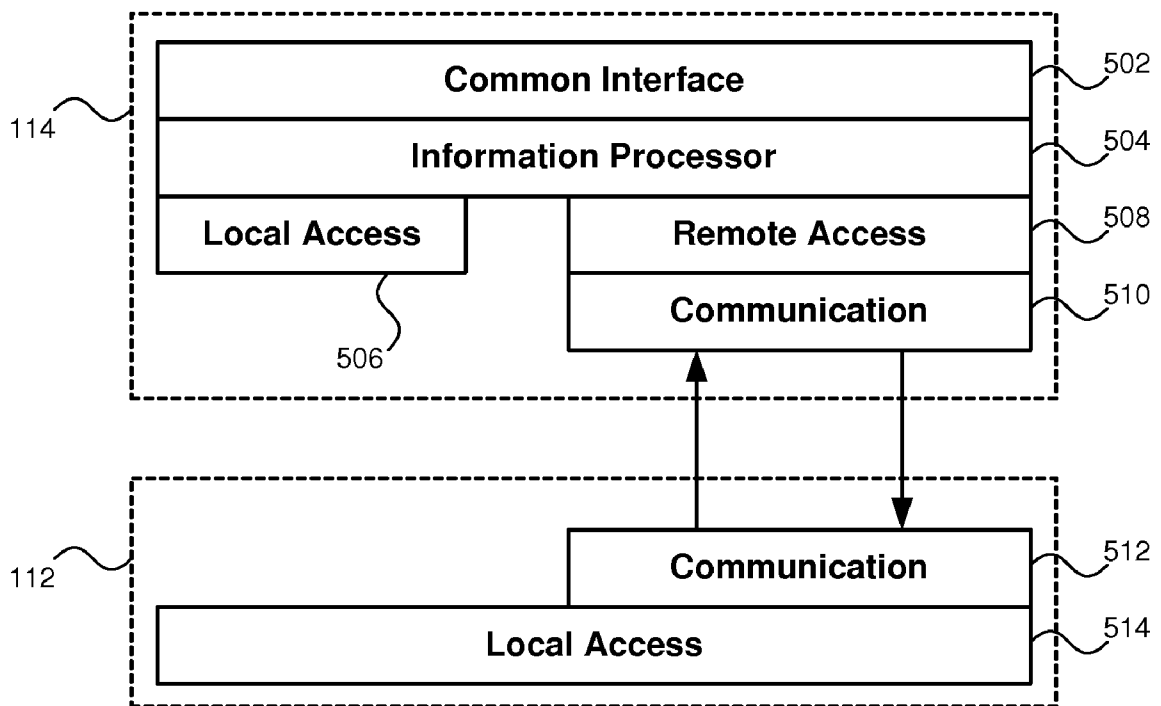 Common Interface
502
114
Information Processor
504
Local Access
Remote Access
508
506
Communication
510
112
Communication
512
Local Access
514